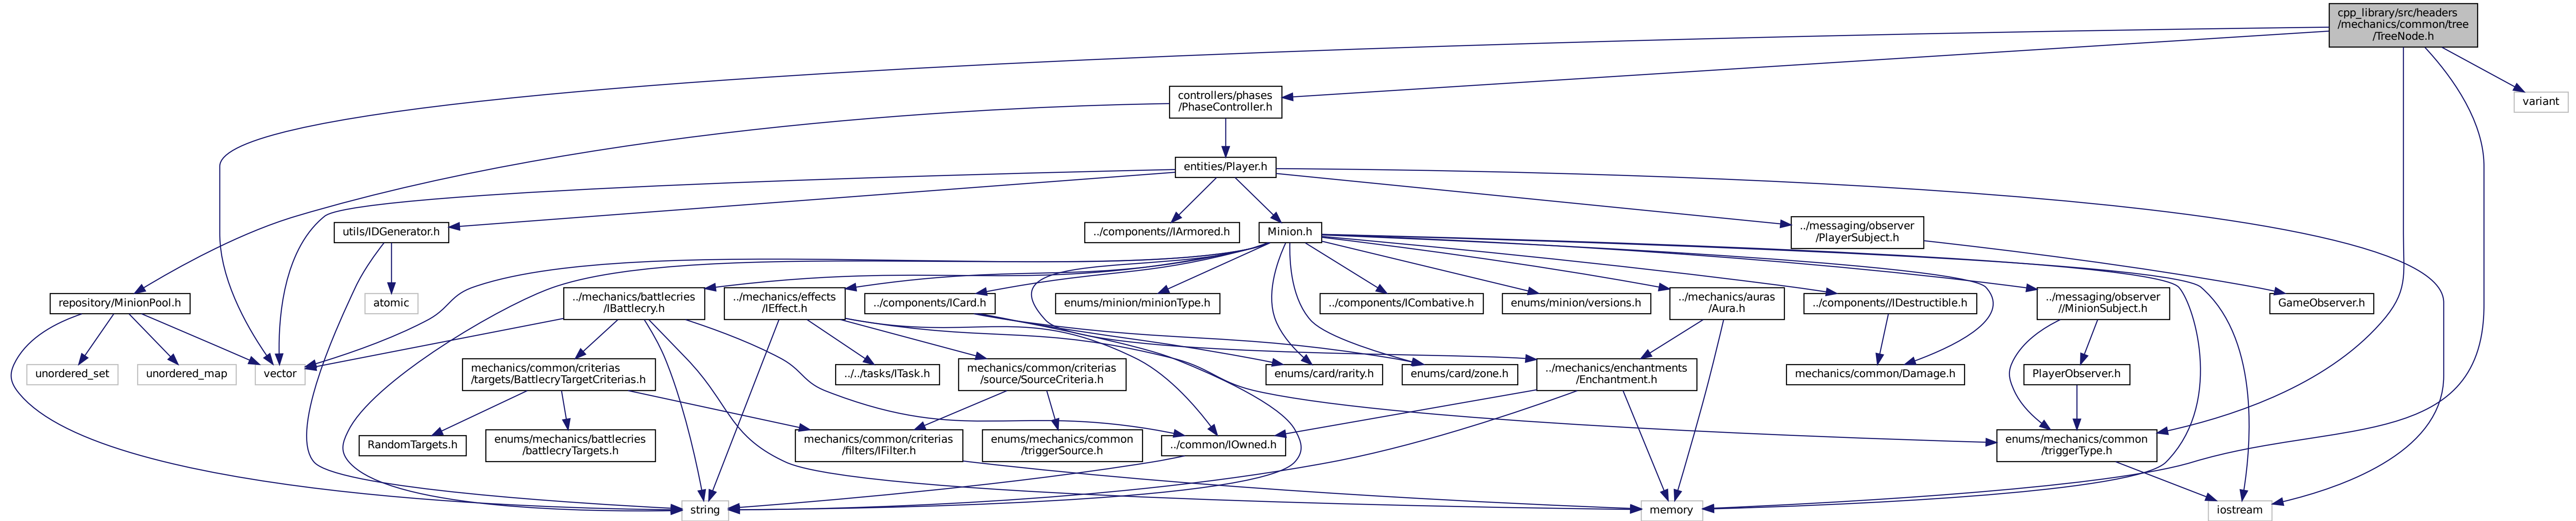 cpp_library/src/headers
/mechanics/common/tree
/TreeNode.h
controllers/phases
/PhaseController.h
variant
entities/Player.h
utils/IDGenerator.h
../components//IArmored.h
Minion.h
../messaging/observer
/PlayerSubject.h
repository/MinionPool.h
atomic
../mechanics/battlecries
/IBattlecry.h
../mechanics/effects
/IEffect.h
../components/ICard.h
enums/minion/minionType.h
../components/ICombative.h
enums/minion/versions.h
../mechanics/auras
/Aura.h
../components//IDestructible.h
../messaging/observer
//MinionSubject.h
GameObserver.h
unordered_set
unordered_map
vector
mechanics/common/criterias
/targets/BattlecryTargetCriterias.h
../../tasks/ITask.h
mechanics/common/criterias
/source/SourceCriteria.h
enums/card/rarity.h
enums/card/zone.h
../mechanics/enchantments
/Enchantment.h
mechanics/common/Damage.h
PlayerObserver.h
RandomTargets.h
enums/mechanics/battlecries
/battlecryTargets.h
mechanics/common/criterias
/filters/IFilter.h
enums/mechanics/common
/triggerSource.h
../common/IOwned.h
enums/mechanics/common
/triggerType.h
string
memory
iostream